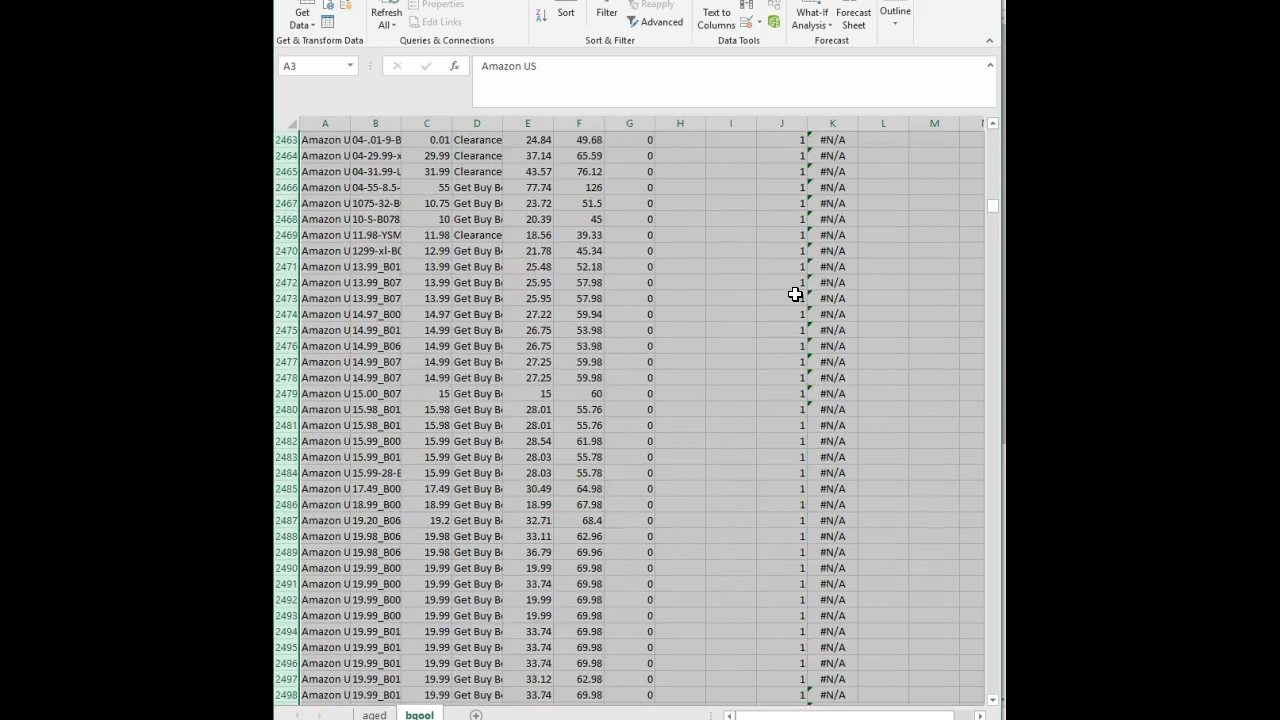 Get
Data
Refresh
All
Properties
Edit Links
Sort
Filter
Reapply
Advanced
Text to
Columns
What-If
Analysis
Forecast
Sheet
Outline
Get & Transform Data Queries & Connections Sort & Filter Data Tools Forecast
A3 fx Amazon US
A B C D E F G H I J K L M
2463 Amazon U 04-.01-9-B 0.01 Clearance 24.84 49.68 0 1 #N/A
2464 Amazon U 04-29.99-x 29.99 Clearance 37.14 65.59 0 1 #N/A
2465 Amazon U 04-31.99-L 31.99 Clearance 43.57 76.12 0 1 #N/A
2466 Amazon U 04-55-8.5- 55 Get Buy B 77.74 126 0 1 #N/A
2467 Amazon U 1075-32-B 10.75 Get Buy B 23.72 51.5 0 1 #N/A
2468 Amazon U 10-S-B078 10 Get Buy B 20.39 45 0 1 #N/A
2469 Amazon U 11.98-YSM 11.98 Clearance 18.56 39.33 0 1 #N/A
2470 Amazon U 1299-xl-B0 12.99 Get Buy B 21.78 45.34 0 1 #N/A
2471 Amazon U 13.99_B01 13.99 Get Buy B 25.48 52.18 0 1 #N/A
2472 Amazon U 13.99_B07 13.99 Get Buy B 25.95 57.98 0 1 #N/A
2473 Amazon U 13.99_B07 13.99 Get Buy B 25.95 57.98 0 1 #N/A
2474 Amazon U 14.97_B00 14.97 Get Buy B 27.22 59.94 0 1 #N/A
2475 Amazon U 14.99_B01 14.99 Get Buy B 26.75 53.98 0 1 #N/A
2476 Amazon U 14.99_B06 14.99 Get Buy B 26.75 53.98 0 1 #N/A
2477 Amazon U 14.99_B07 14.99 Get Buy B 27.25 59.98 0 1 #N/A
2478 Amazon U 14.99_B07 14.99 Get Buy B 27.25 59.98 0 1 #N/A
2479 Amazon U 15.00_B07 15 Get Buy B 15 60 0 1 #N/A
2480 Amazon U 15.98_B01 15.98 Get Buy B 28.01 55.76 0 1 #N/A
2481 Amazon U 15.98_B01 15.98 Get Buy B 28.01 55.76 0 1 #N/A
2482 Amazon U 15.99_B00 15.99 Get Buy B 28.54 61.98 0 1 #N/A
2483 Amazon U 15.99_B01 15.99 Get Buy B 28.03 55.78 0 1 #N/A
2484 Amazon U 15.99-28-B 15.99 Get Buy B 28.03 55.78 0 1 #N/A
2485 Amazon U 17.49_B00 17.49 Get Buy B 30.49 64.98 0 1 #N/A
2486 Amazon U 18.99_B00 18.99 Get Buy B 18.99 67.98 0 1 #N/A
2487 Amazon U 19.20_B06 19.2 Get Buy B 32.71 68.4 0 1 #N/A
2488 Amazon U 19.98_B06 19.98 Get Buy B 33.11 62.96 0 1 #N/A
2489 Amazon U 19.98_B06 19.98 Get Buy B 36.79 69.96 0 1 #N/A
2490 Amazon U 19.99_B00 19.99 Get Buy B 19.99 69.98 0 1 #N/A
2491 Amazon U 19.99_B00 19.99 Get Buy B 33.74 69.98 0 1 #N/A
2492 Amazon U 19.99_B00 19.99 Get Buy B 19.99 69.98 0 1 #N/A
2493 Amazon U 19.99_B00 19.99 Get Buy B 19.99 69.98 0 1 #N/A
2494 Amazon U 19.99_B01 19.99 Get Buy B 33.74 69.98 0 1 #N/A
2495 Amazon U 19.99_B01 19.99 Get Buy B 33.74 69.98 0 1 #N/A
2496 Amazon U 19.99_B01 19.99 Get Buy B 33.74 69.98 0 1 #N/A
2497 Amazon U 19.99_B01 19.99 Get Buy B 33.12 62.98 0 1 #N/A
2498 Amazon U 19.99_B01 19.99 Get Buy B 33.74 69.98 0 1 #N/A
aged bqool